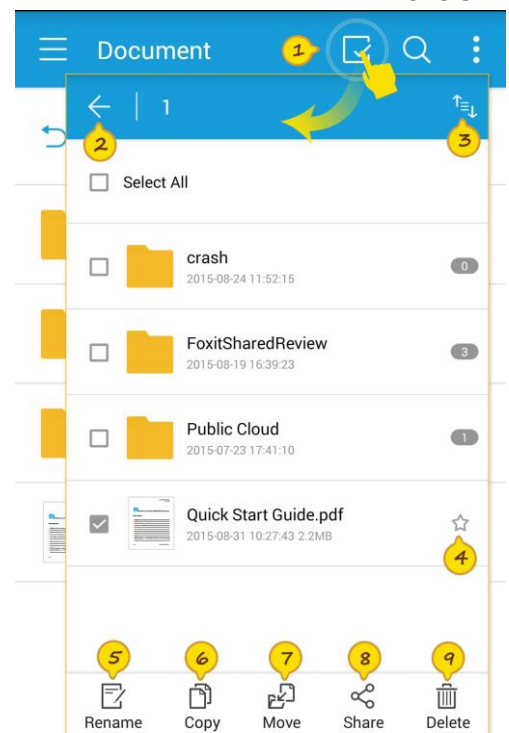 Document
1
1
2
3
Select All
crash
2015-08-24 11:52:15
0
FoxitSharedReview
2015-08-19 16:39:23
3
Public Cloud
2015-07-23 17:41:10
1
Quick Start Guide.pdf
2015-08-31 10:27:43 2.2MB
4
5 6 7 8 9
Rename Copy Move Share Delete